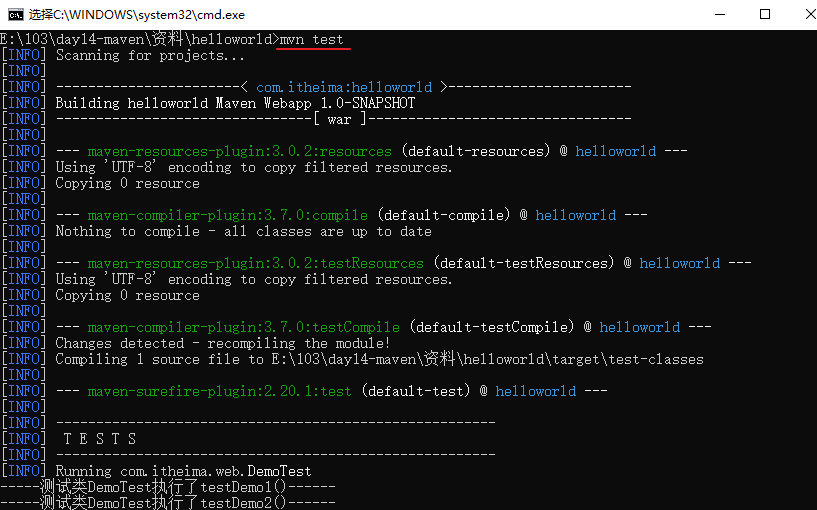 选择C:\WINDOWS\system32\cmd.exe
E:\103\day14-maven\资料\helloworld>mvn test
[INFO] Scanning for projects...
[INFO]
[INFO] -----------------------< com.itheima:helloworld >-----------------------
[INFO] Building helloworld Maven Webapp 1.0-SNAPSHOT
[INFO] --------------------------------[ war ]---------------------------------
[INFO]
[INFO] --- maven-resources-plugin:3.0.2:resources (default-resources) @ helloworld ---
[INFO] Using 'UTF-8' encoding to copy filtered resources.
[INFO] Copying 0 resource
[INFO]
[INFO] --- maven-compiler-plugin:3.7.0:compile (default-compile) @ helloworld ---
[INFO] Nothing to compile - all classes are up to date
[INFO]
[INFO] --- maven-resources-plugin:3.0.2:testResources (default-testResources) @ helloworld ---
[INFO] Using 'UTF-8' encoding to copy filtered resources.
[INFO] Copying 0 resource
[INFO]
[INFO] --- maven-compiler-plugin:3.7.0:testCompile (default-testCompile) @ helloworld ---
[INFO] Changes detected - recompiling the module!
[INFO] Compiling 1 source file to E:\103\day14-maven\资料\helloworld\target\test-classes
[INFO]
[INFO] --- maven-surefire-plugin:2.20.1:test (default-test) @ helloworld ---
[INFO]
[INFO] -------------------------------------------------------
[INFO]  T E S T S
[INFO] -------------------------------------------------------
[INFO] Running com.itheima.web.DemoTest
-----测试类DemoTest执行了testDemo1()------
-----测试类DemoTest执行了testDemo2()------